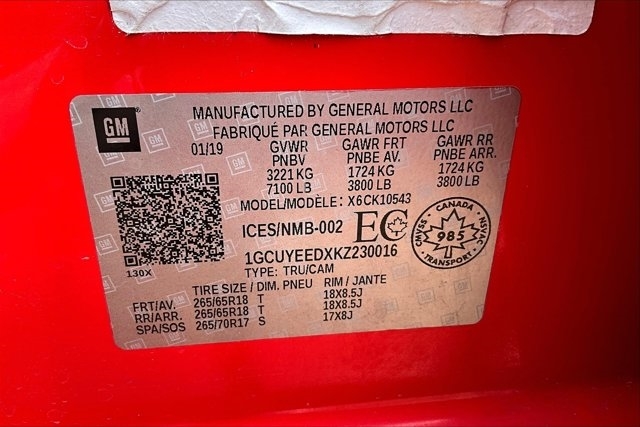 GM
MANUFACTURED BY GENERAL MOTORS LLC
FABRIQUÉ PAR GENERAL MOTORS LLC
01/19 GVWR GAWR FRT GAWR RR
PNBV PNBE AV. PNBE ARR.
3221 KG 1724 KG 1724 KG
7100 LB 3800 LB 3800 LB
MODEL/MODÈLE: X6CK10543
ICES/NMB-002 EC
CANADA
CMVSS 985 NSVAC
TRANSPORT
1GCUYEEDXKZ230016
130X
TYPE: TRU/CAM
TIRE SIZE / DIM. PNEU RIM / JANTE
FRT/AV. 265/65R18 T 18X8.5J
RR/ARR. 265/65R18 T 18X8.5J
SPA/SOS 265/70R17 S 17X8J